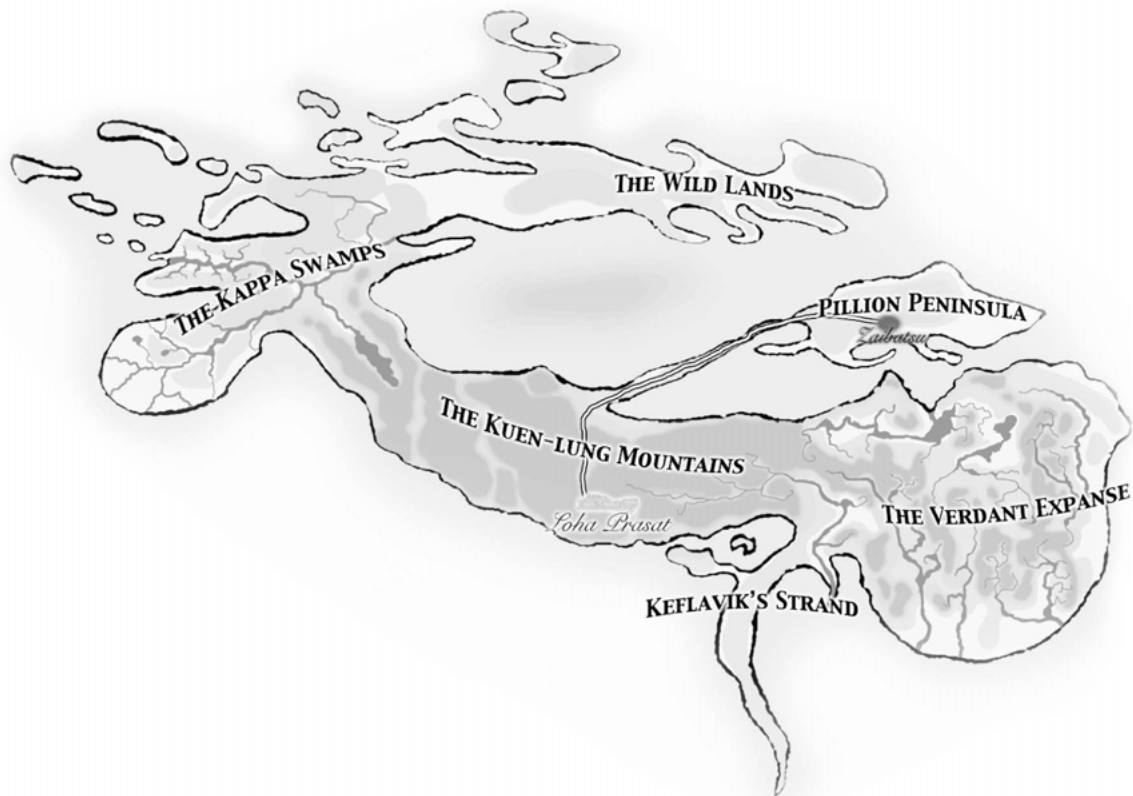 The Wild Lands
The Kappa Swamps
Pillion Peninsula
Zaibatsu
The Kuen-lung Mountains
The Verdant Expanse
Loha Prasat
Keflavik's Strand